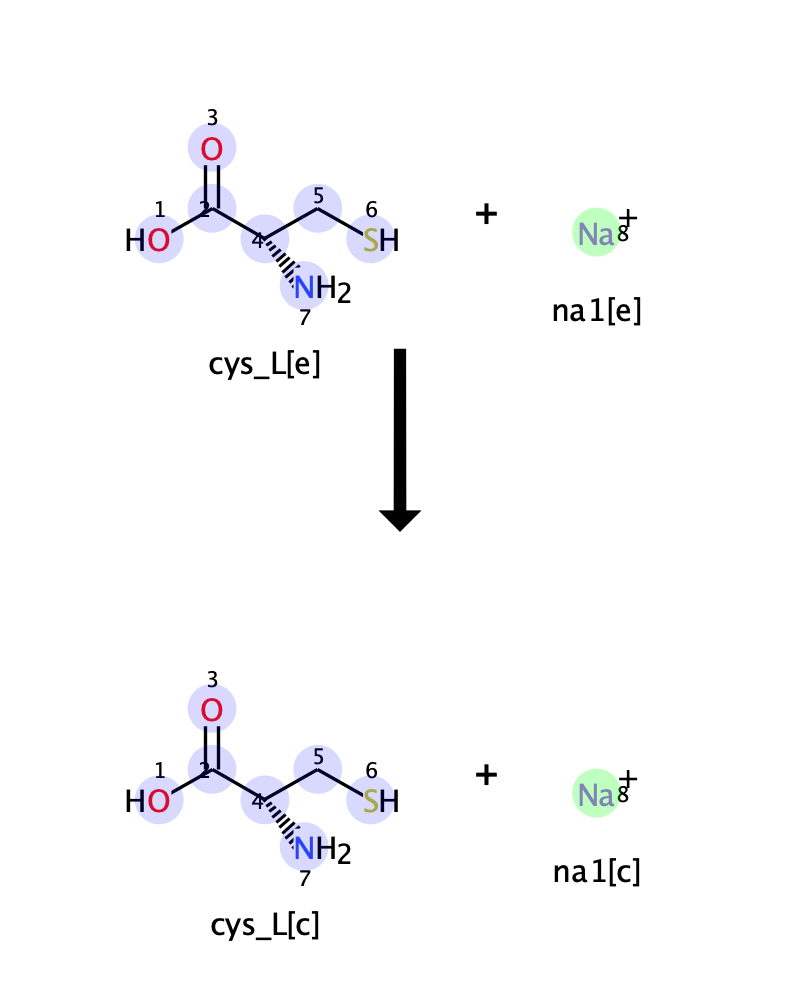 3
O
1 2 5 6
HO 4 SH + Na+ 8
NH2
7
na1[e]
cys_L[e]
3
O
1 2 5 6
HO 4 SH + Na+ 8
NH2
7
na1[c]
cys_L[c]